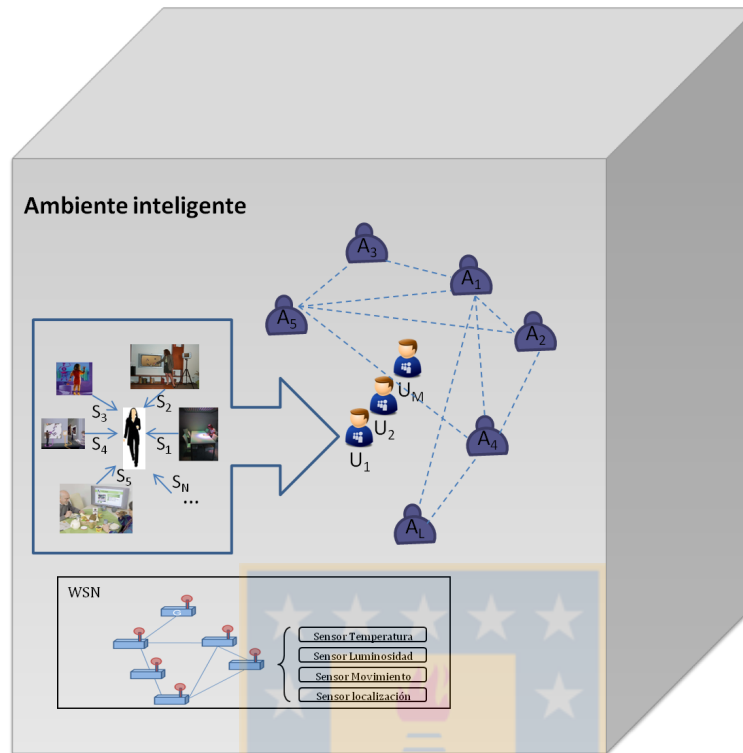 Ambiente inteligente
A3
A1
A5
A2
A4
AL
UM
U2
U1
S2
S3
S4
S1
S5
SN
...
WSN
G
Sensor Temperatura
Sensor Luminosidad
Sensor Movimiento
Sensor localización